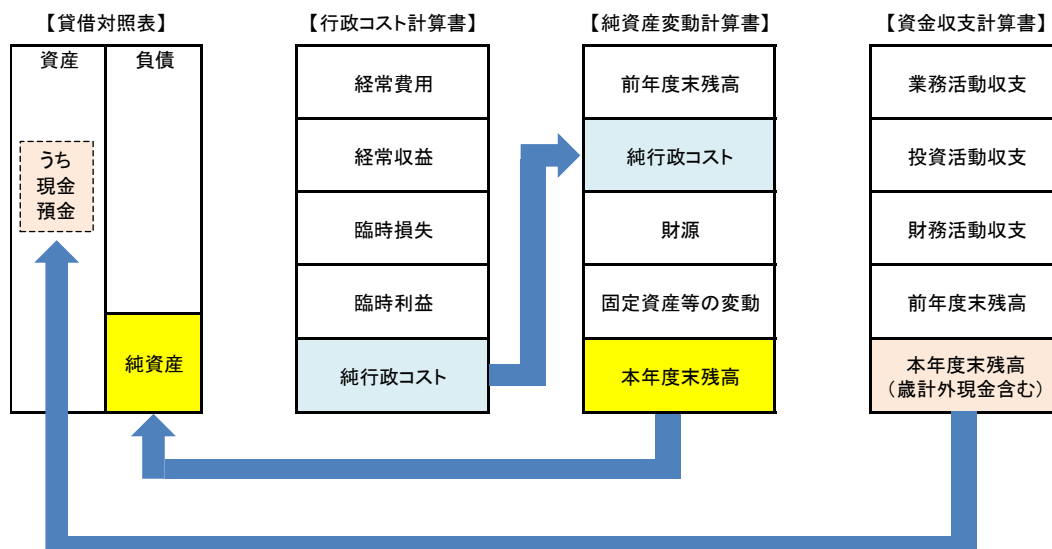 【貸借対照表】
資産
負債
うち
現金
預金
純資産
【行政コスト計算書】
経常費用
経常収益
臨時損失
臨時利益
純行政コスト
【純資産変動計算書】
前年度末残高
純行政コスト
財源
固定資産等の変動
本年度末残高
【資金収支計算書】
業務活動収支
投資活動収支
財務活動収支
前年度末残高
本年度末残高
（歳計外現金含む）